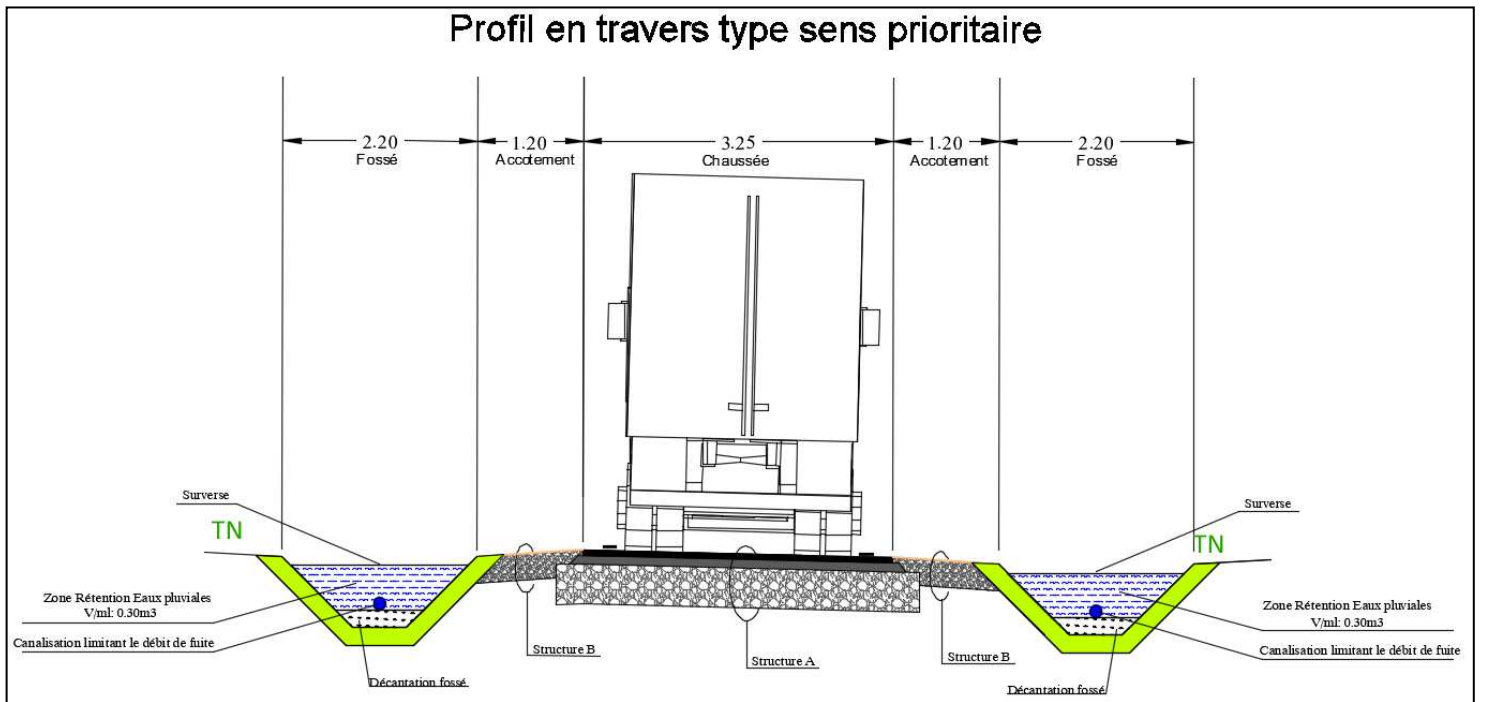 Profil en travers type sens prioritaire
2.20 1.20 3.25 1.20 2.20
Fossé Accotement Chaussée Accotement Fossé
Surverse Surverse
TN TN
Zone Rétention Eaux pluviales
V/ml: 0.30m3
Canalisation limitant le débit de fuite
Décantation fossé
Structure B
Structure A
Structure B
Zone Rétention Eaux pluviales
V/ml: 0.30m3
Canalisation limitant le débit de fuite
Décantation fossé